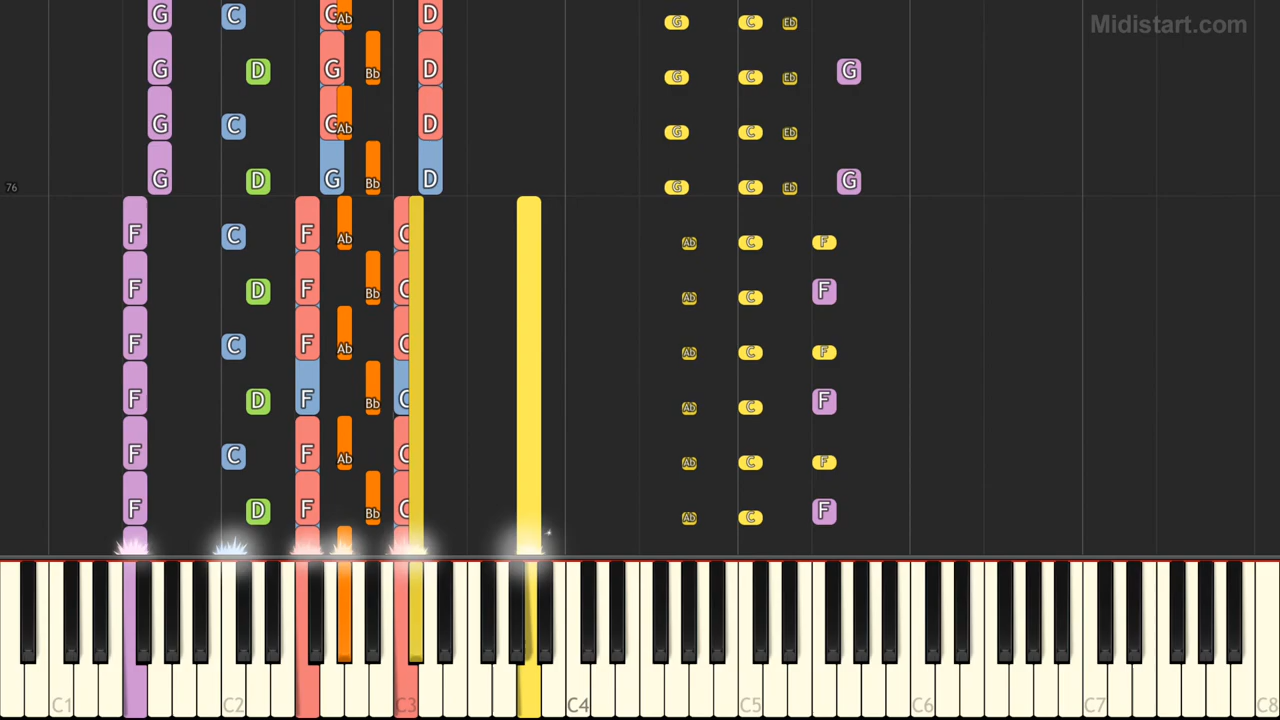 Midistart.com
G C G Ab D G C Eb
G D G Bb D G C Eb G
G C Ab D G C Eb
76 G D G Bb D G C Eb G
F C F Ab C Ab C F
F D F Bb C Ab C F
F C F Ab C Ab C F
F D F Bb C Ab C F
F C F Ab C Ab C F
F D F Bb C Ab C F
C1 C2 C3 C4 C5 C6 C7 C8